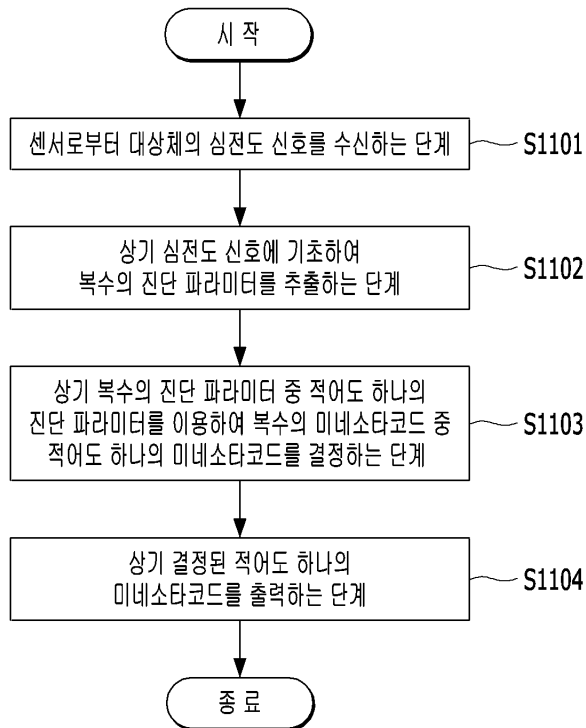 시 작
센서로부터 대상체의 심전도 신호를 수신하는 단계
S1101
상기 심전도 신호에 기초하여
복수의 진단 파라미터를 추출하는 단계
S1102
상기 복수의 진단 파라미터 중 적어도 하나의
진단 파라미터를 이용하여 복수의 미네소타코드 중
적어도 하나의 미네소타코드를 결정하는 단계
S1103
상기 결정된 적어도 하나의
미네소타코드를 출력하는 단계
S1104
종 료